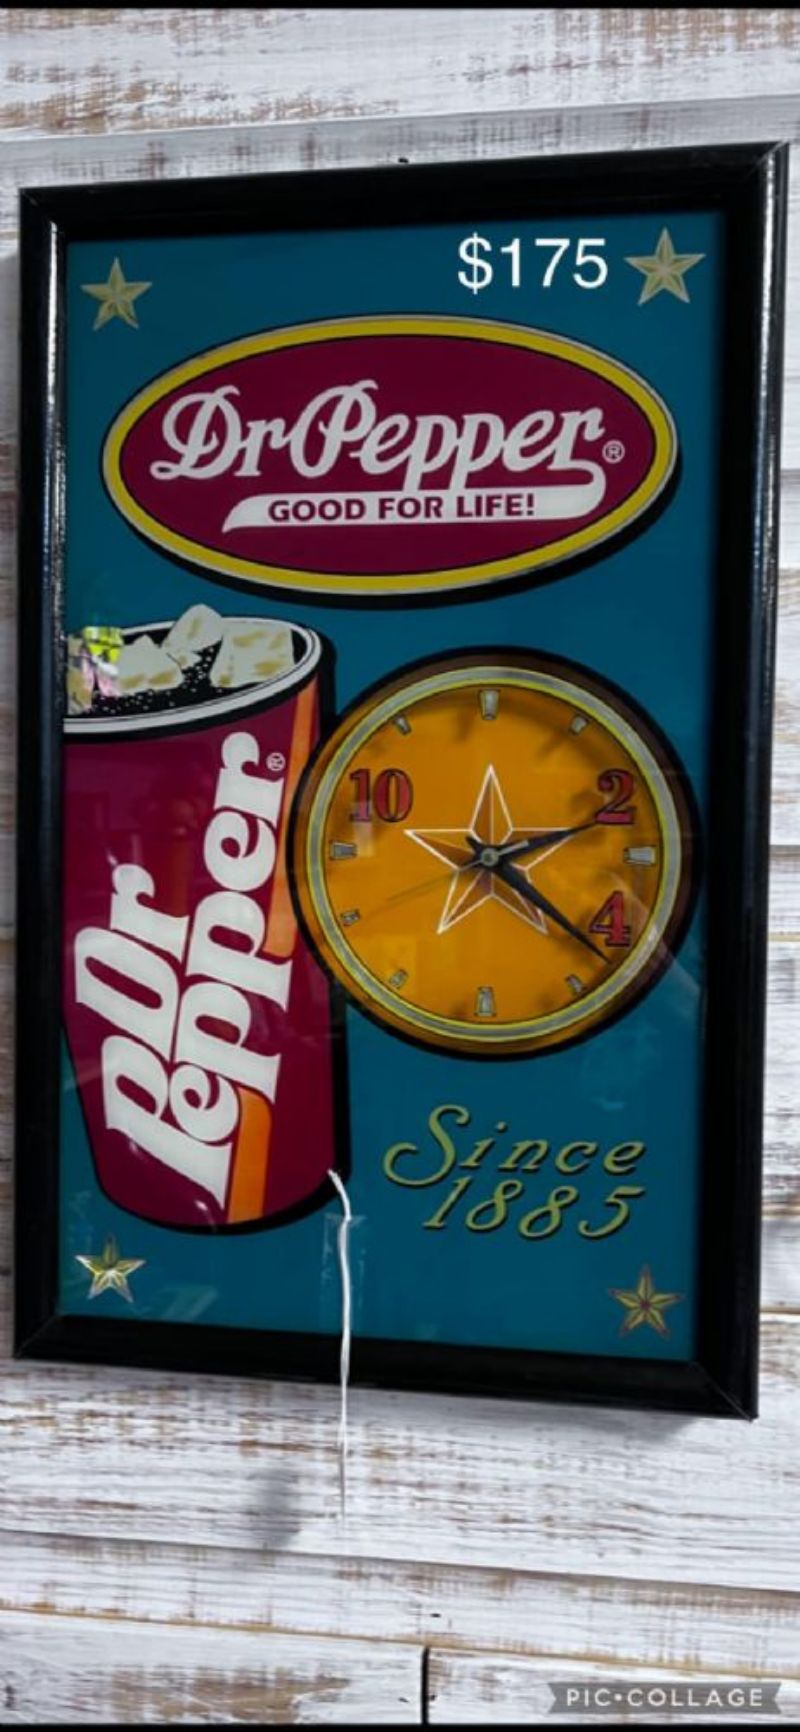 $175
Dr Pepper®
GOOD FOR LIFE!
10
2
4
Dr
Pepper®
Since
1885
PIC•COLLAGE